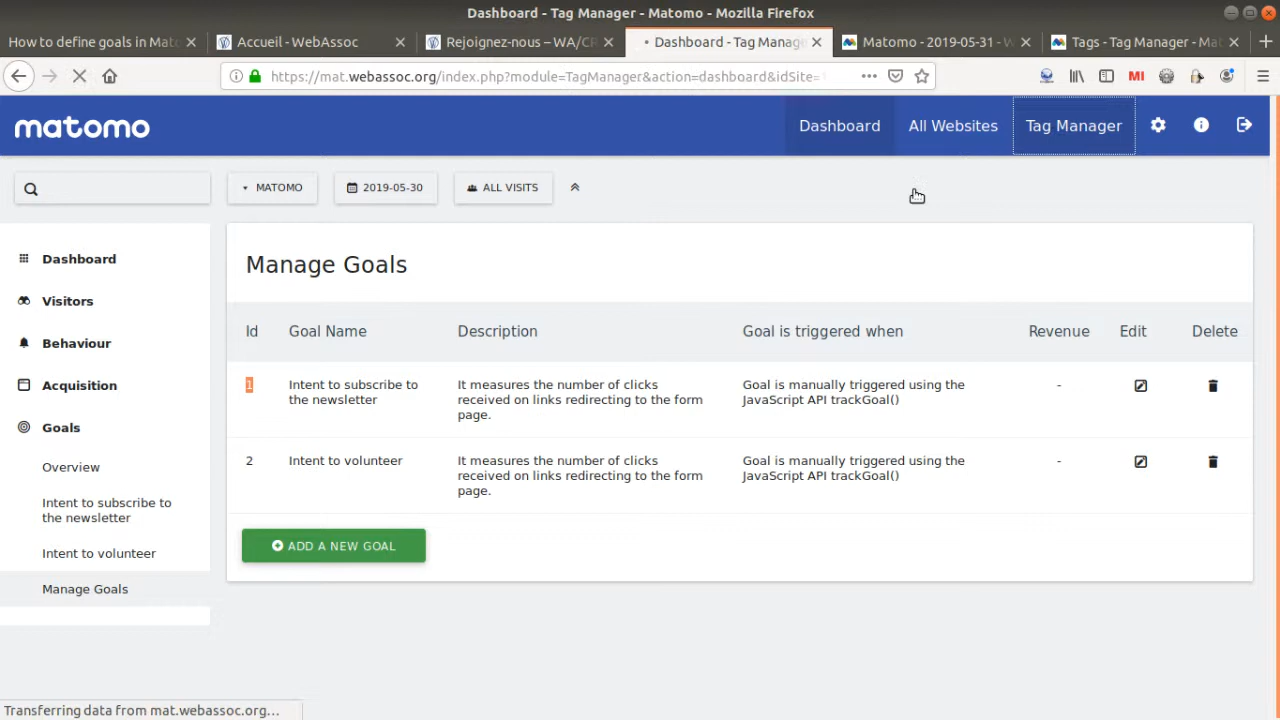 Dashboard - Tag Manager - Matomo - Mozilla Firefox
How to define goals in Mat
Accueil - WebAssoc
Rejoignez-nous – WA/CR
Dashboard - Tag Manag
Matomo - 2019-05-31 - W
Tags - Tag Manager - Mat
https://mat.webassoc.org/index.php?module=TagManager&action=dashboard&idSite=
MI
matomo
Dashboard
All Websites
Tag Manager
MATOMO
2019-05-30
ALL VISITS
Dashboard
Visitors
Behaviour
Acquisition
Goals
Overview
Intent to subscribe to
the newsletter
Intent to volunteer
Manage Goals
Manage Goals
Id Goal Name Description Goal is triggered when Revenue Edit Delete
1 Intent to subscribe to It measures the number of clicks Goal is manually triggered using the -
the newsletter received on links redirecting to the form JavaScript API trackGoal()
page.
2 Intent to volunteer It measures the number of clicks Goal is manually triggered using the -
received on links redirecting to the form JavaScript API trackGoal()
page.
ADD A NEW GOAL
Transferring data from mat.webassoc.org...